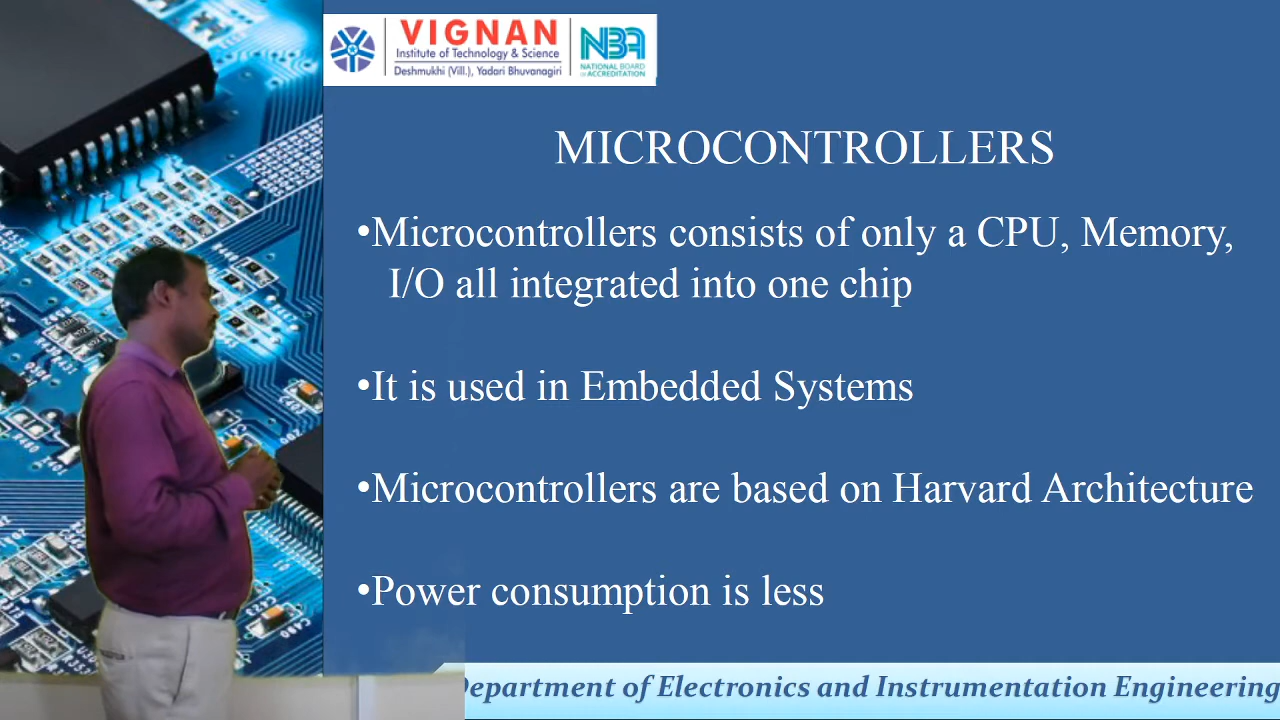 VIGNAN
Institute of Technology & Science
Deshmukhi (Vill.), Yadari Bhuvanagiri
NBA
NATIONAL BOARD
OF ACCREDITATION
MICROCONTROLLERS
•Microcontrollers consists of only a CPU, Memory,
I/O all integrated into one chip
•It is used in Embedded Systems
•Microcontrollers are based on Harvard Architecture
•Power consumption is less
Department of Electronics and Instrumentation Engineering